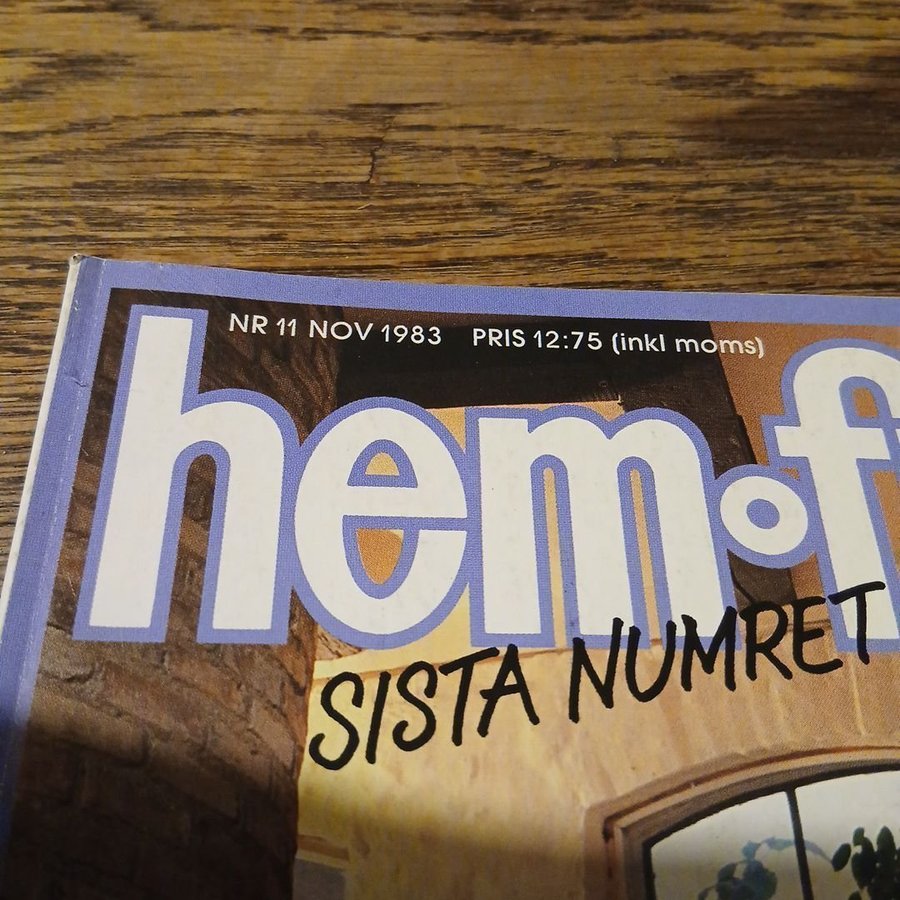 NR 11 NOV 1983 PRIS 12:75 (inkl moms)
hem o f
SISTA NUMRET